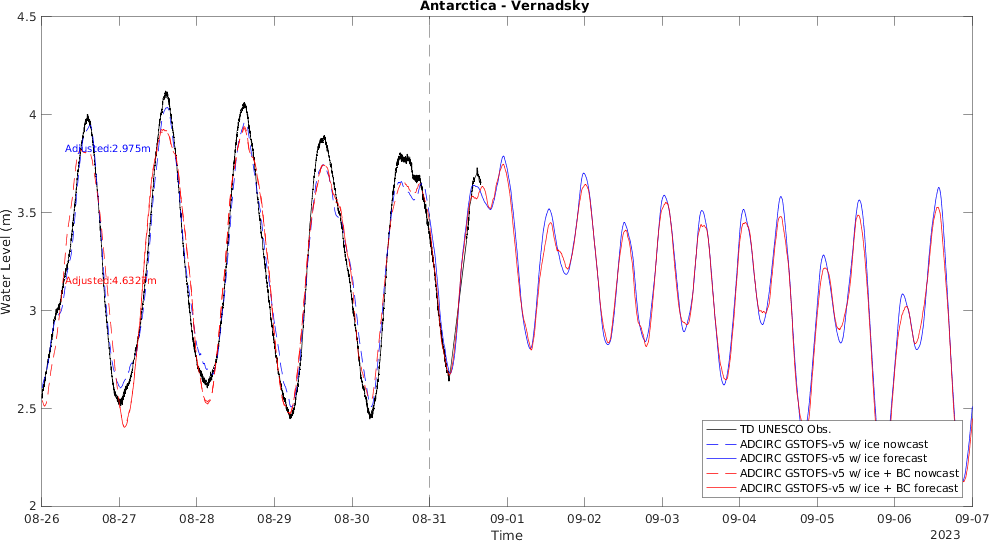 Antarctica - Vernadsky
4.5
4
3.5
3
2.5
2
Water Level (m)
Adjusted:2.975m
08-26
08-27
08-28
08-29
08-30
08-31
09-01
09-02
09-03
09-04
09-05
09-06
09-07
Time
2023
TD UNESCO Obs.
ADCIRC GSTOFS-v5 w/ ice nowcast
ADCIRC GSTOFS-v5 w/ ice forecast
ADCIRC GSTOFS-v5 w/ ice + BC nowcast
ADCIRC GSTOFS-v5 w/ ice + BC forecast